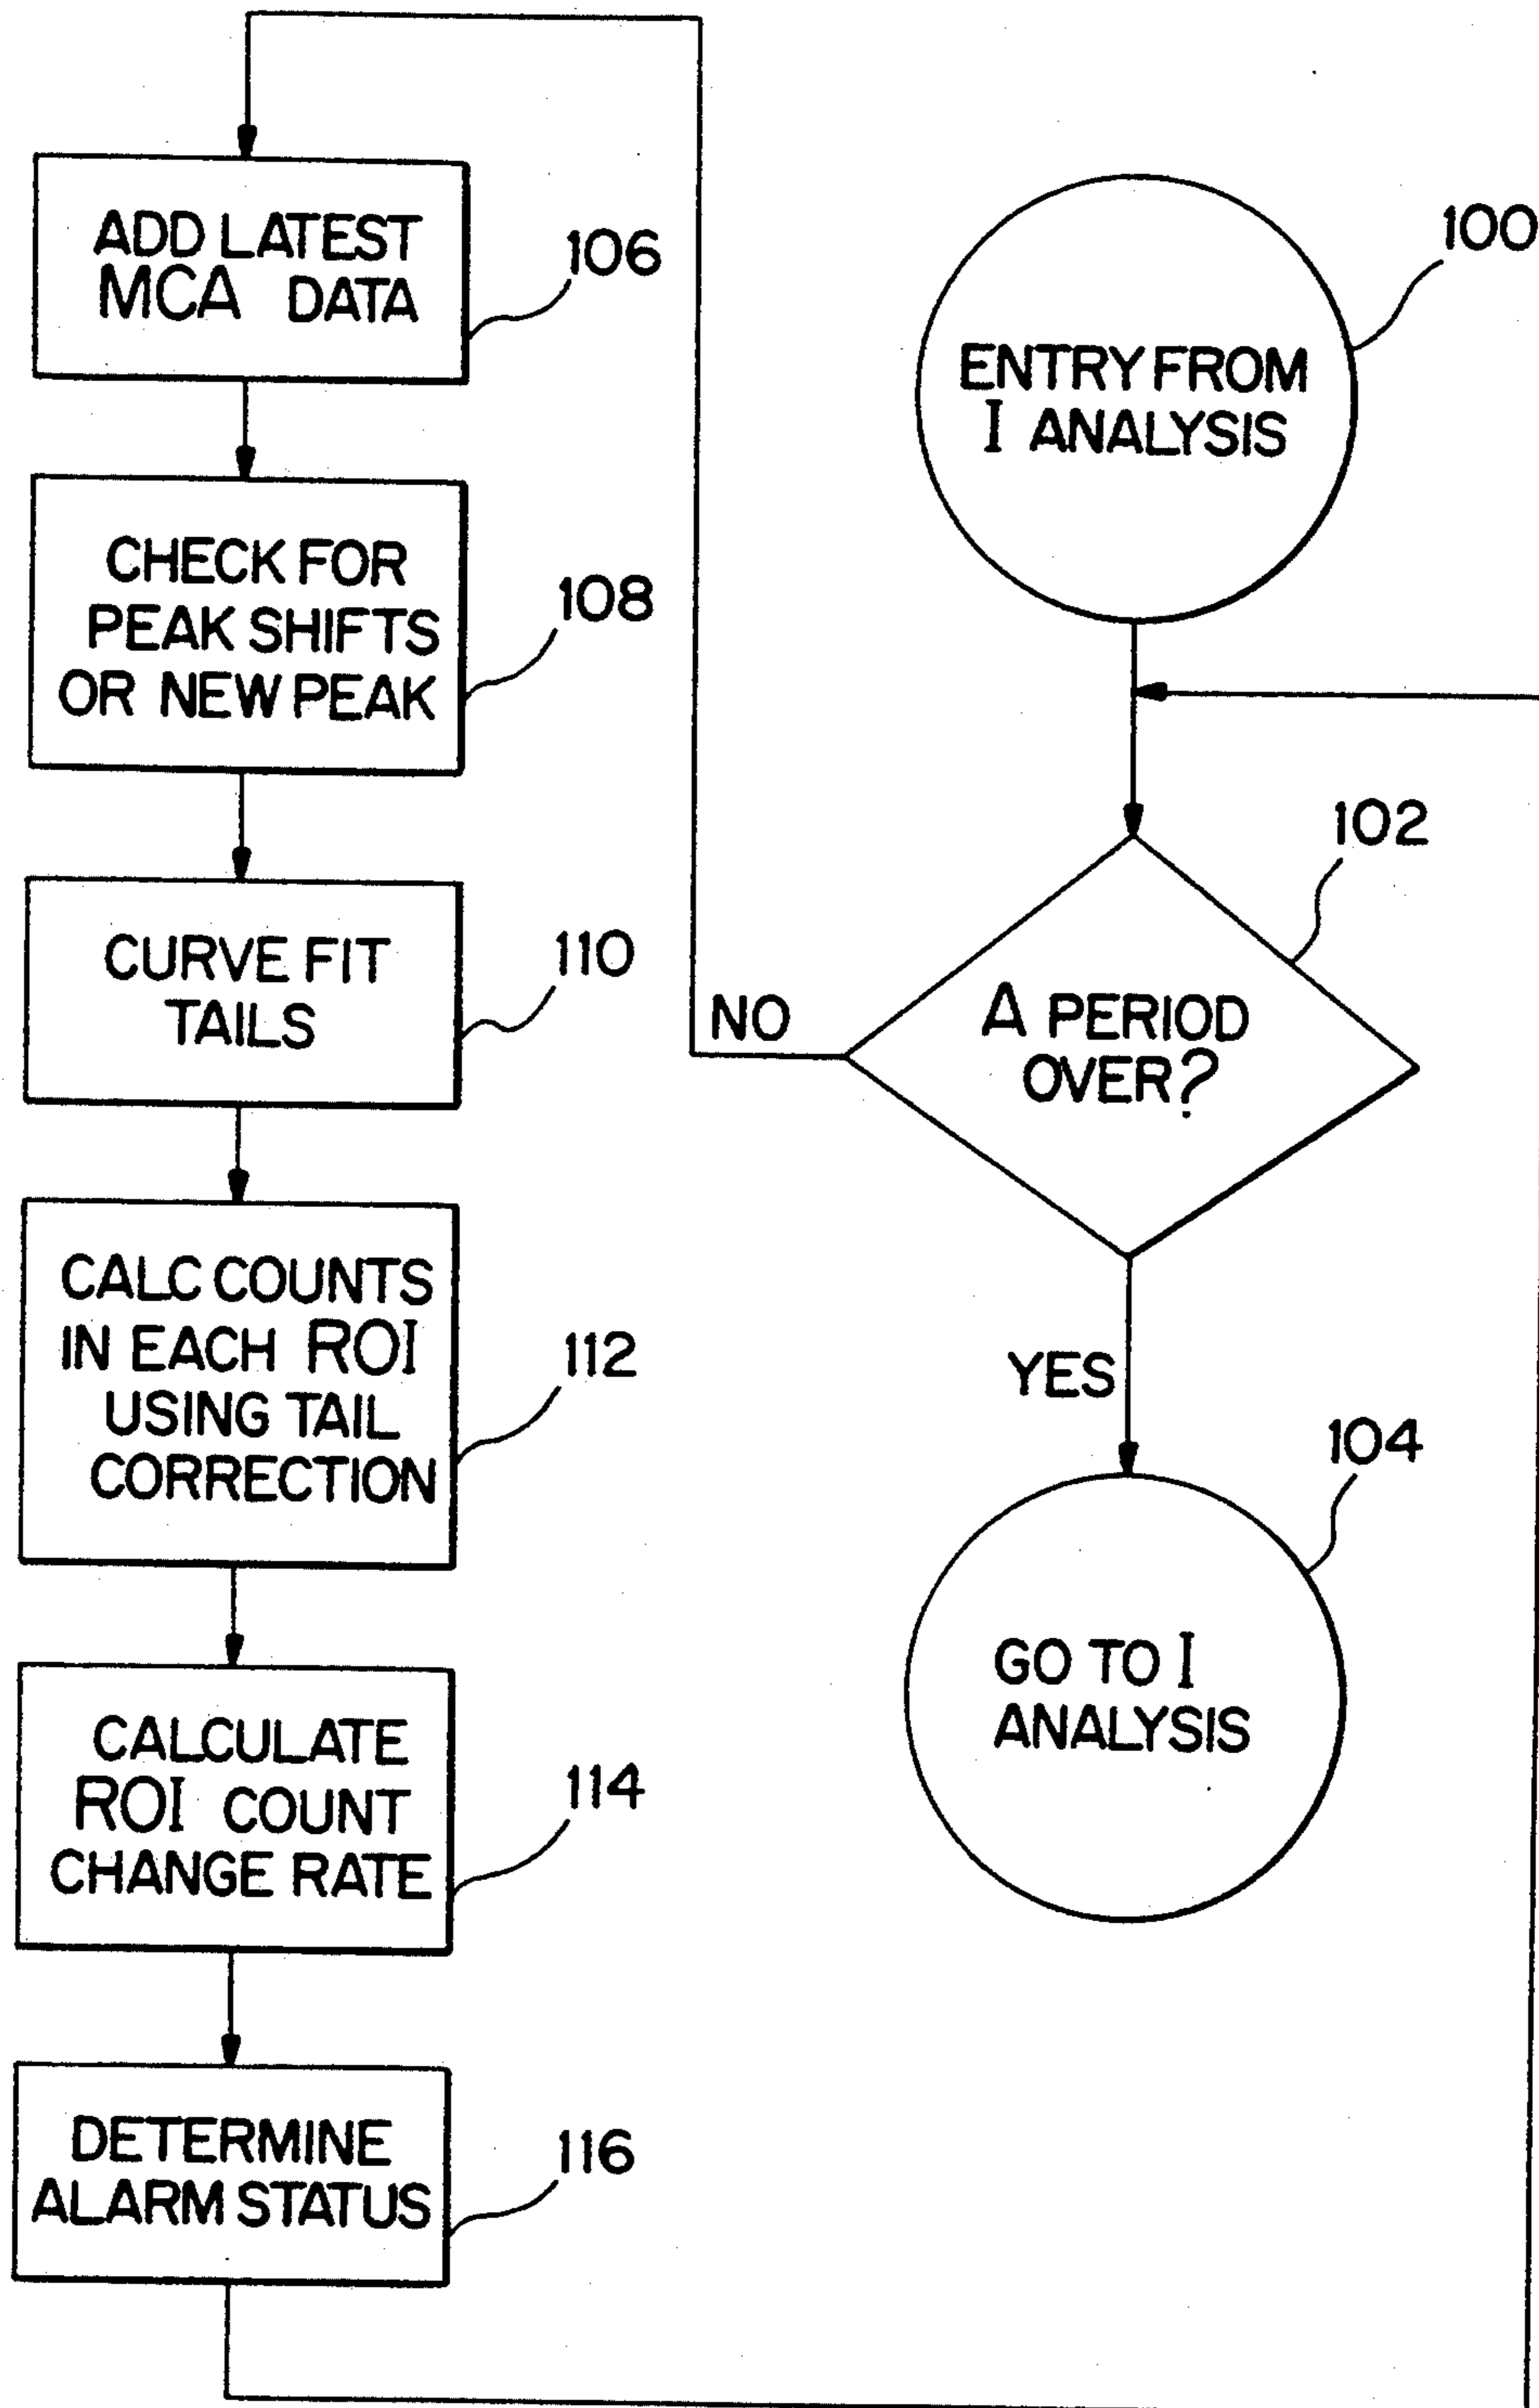 ADD LATEST
MCA DATA
106
CHECK FOR
PEAK SHIFTS
OR NEW PEAK
108
CURVE FIT
TAILS
110
CALC COUNTS
IN EACH ROI
USING TAIL
CORRECTION
112
CALCULATE
ROI COUNT
CHANGE RATE
114
DETERMINE
ALARM STATUS
116
100
ENTRY FROM
I ANALYSIS
102
NO
A PERIOD
OVER?
YES
104
GO TO I
ANALYSIS